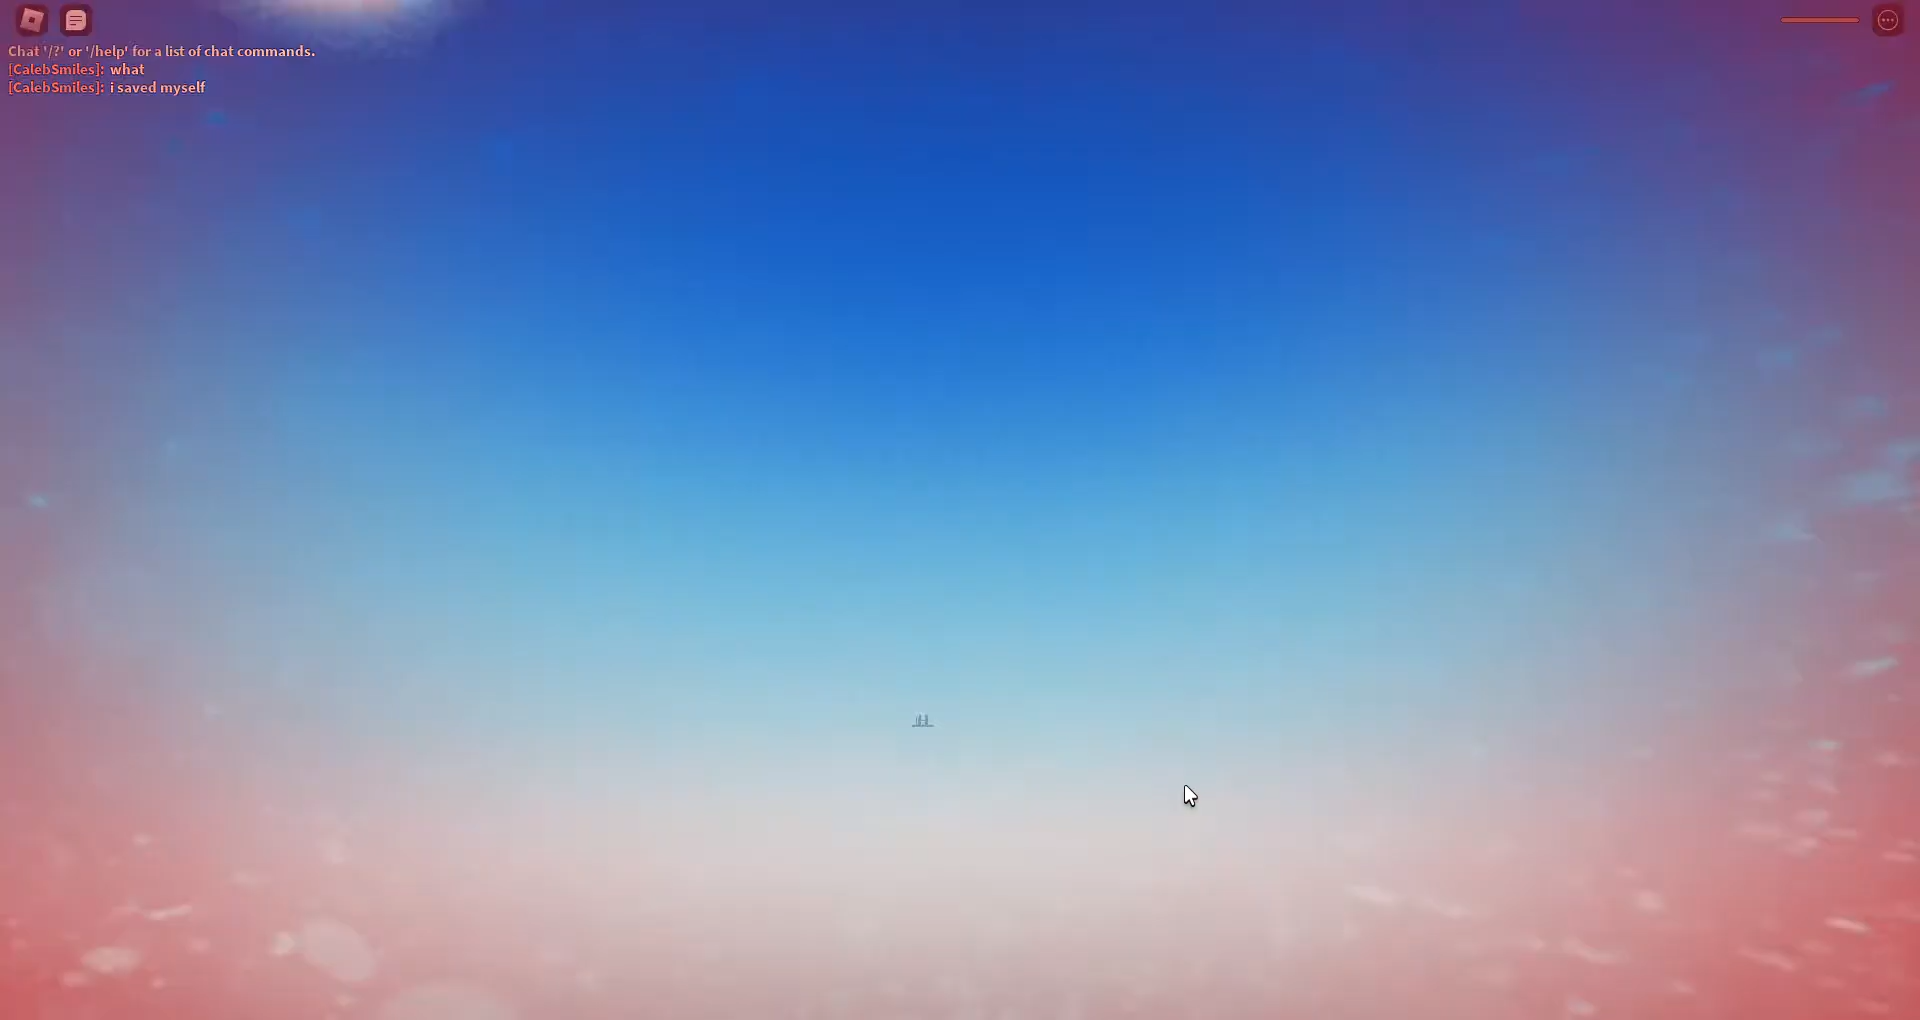 Chat '/?' or '/help' for a list of chat commands.
[CalebSmiles]: what
[CalebSmiles]: i saved myself